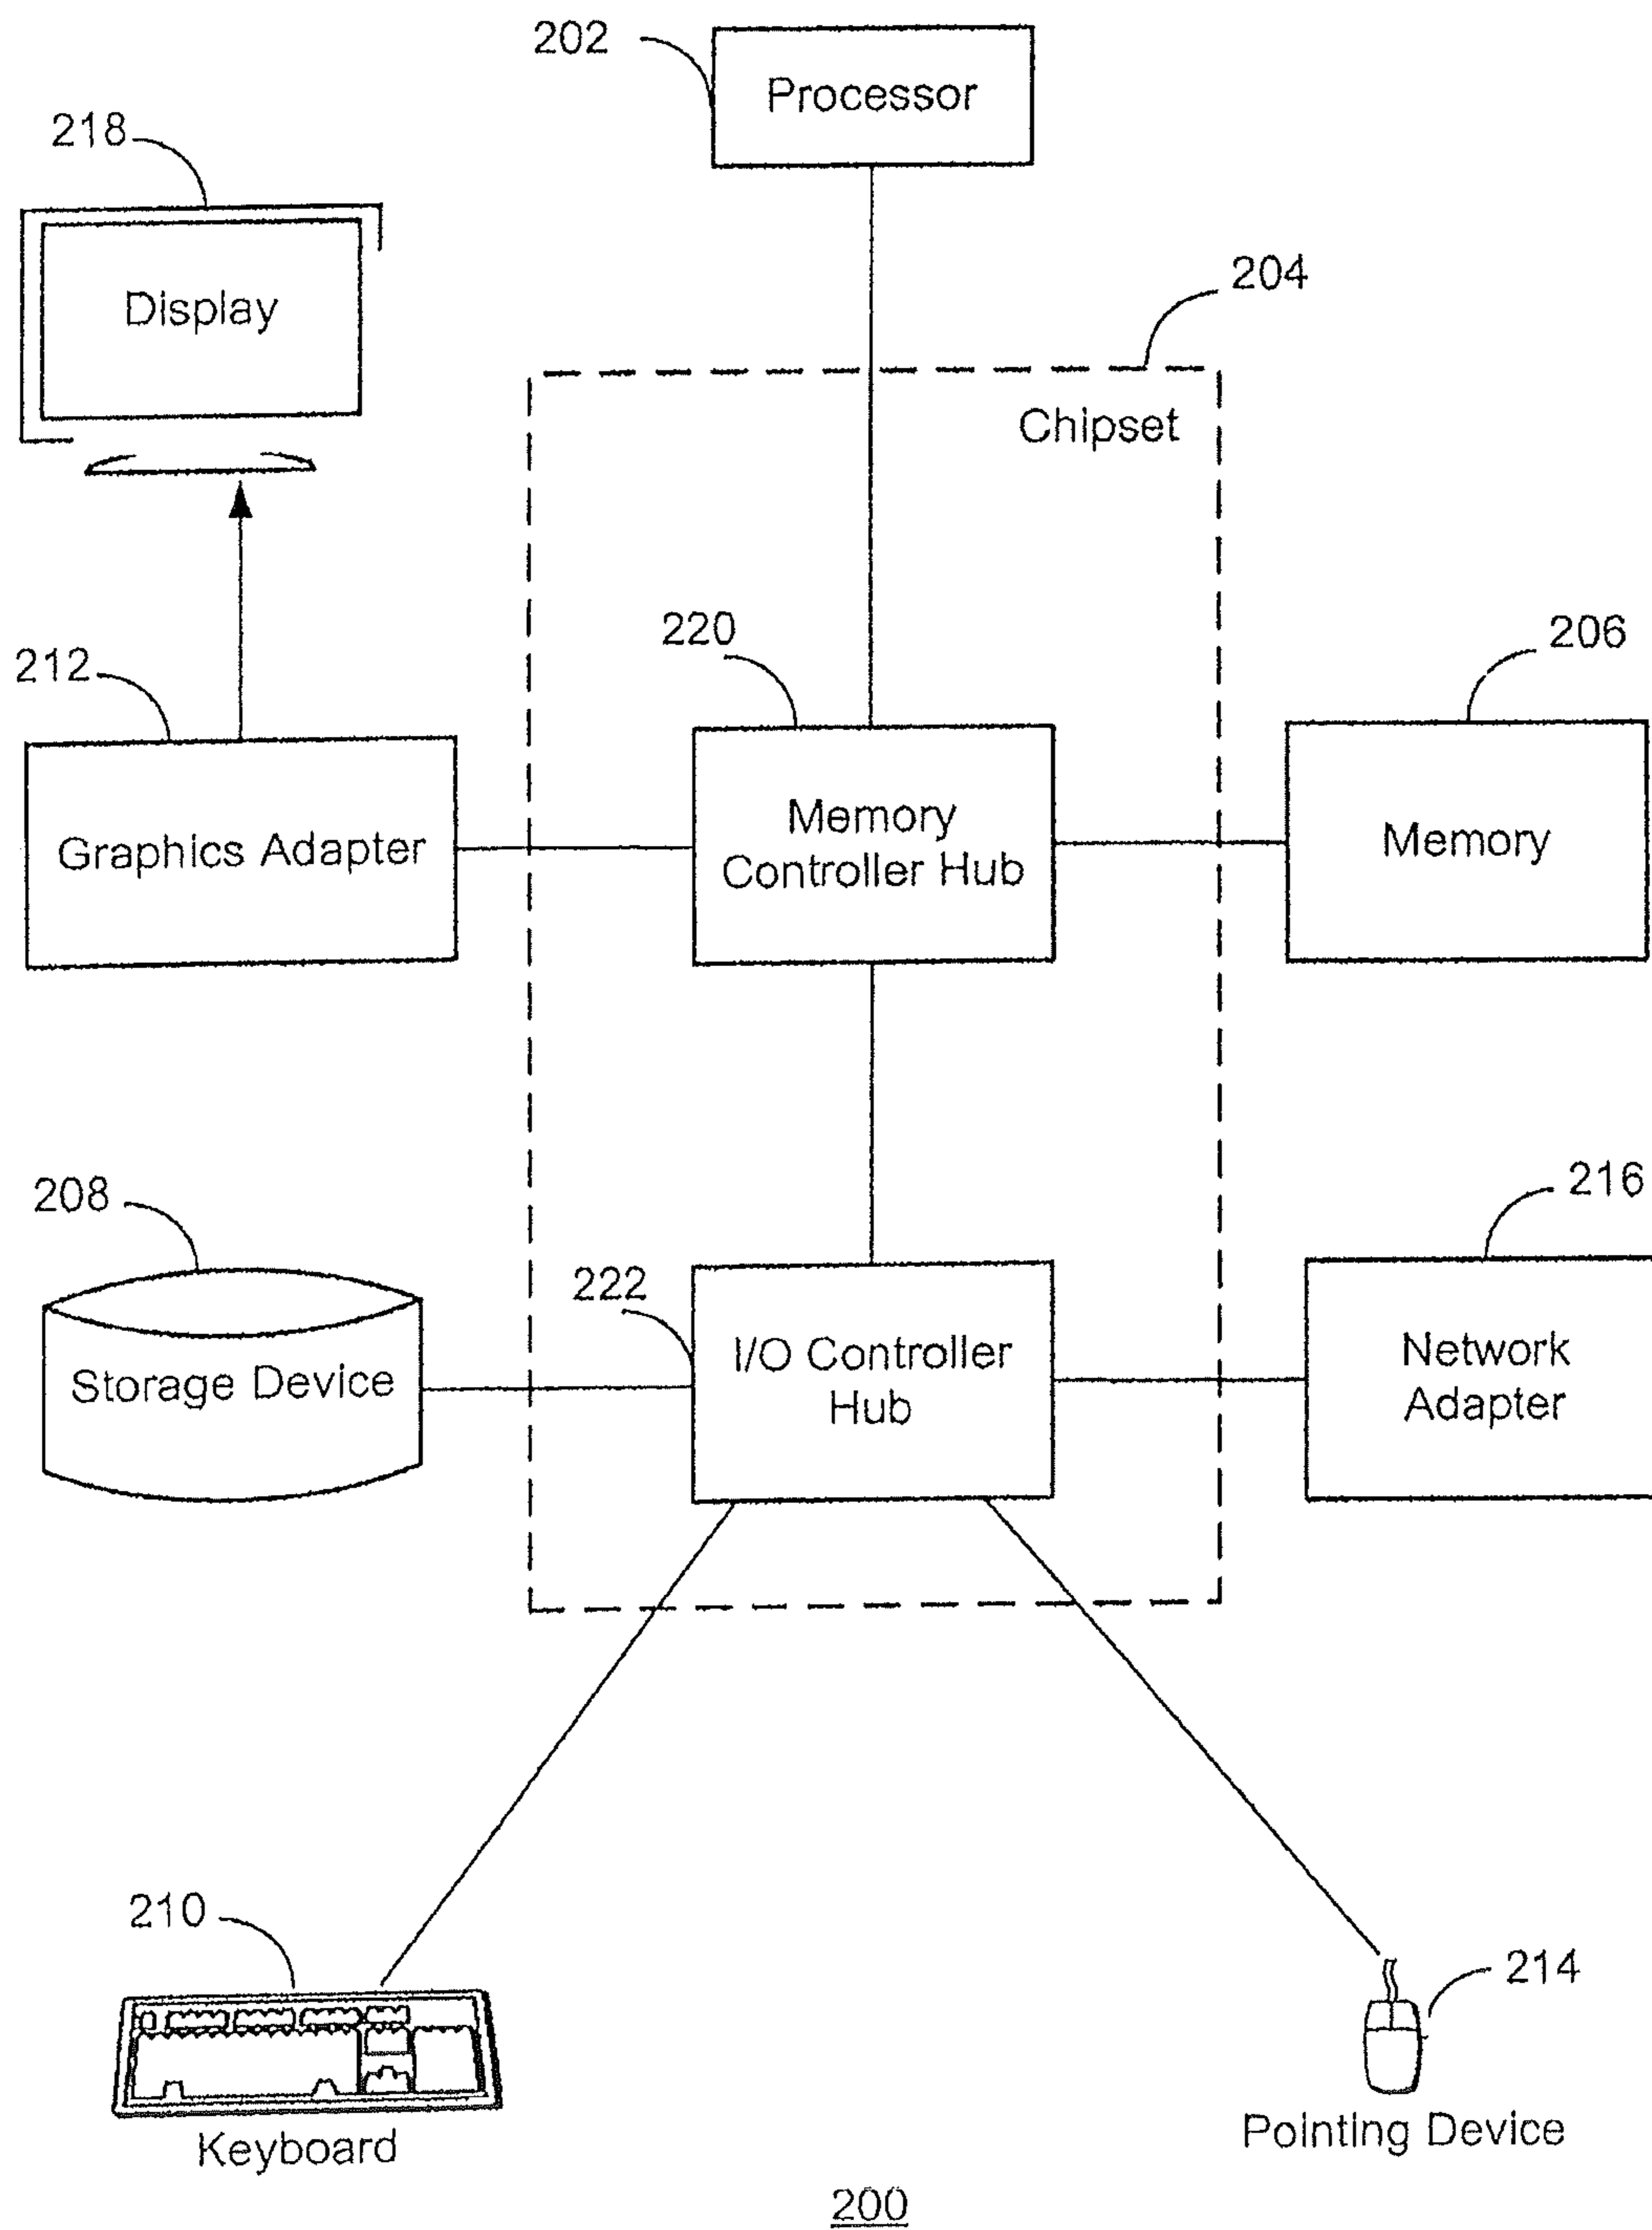 202
Processor
218
Display
204
Chipset
220
206
212
Memory
Controller Hub
Graphics Adapter
Memory
208
216
222
I/O Controller
Hub
Storage Device
Network
Adapter
210
214
Keyboard
Pointing Device
200